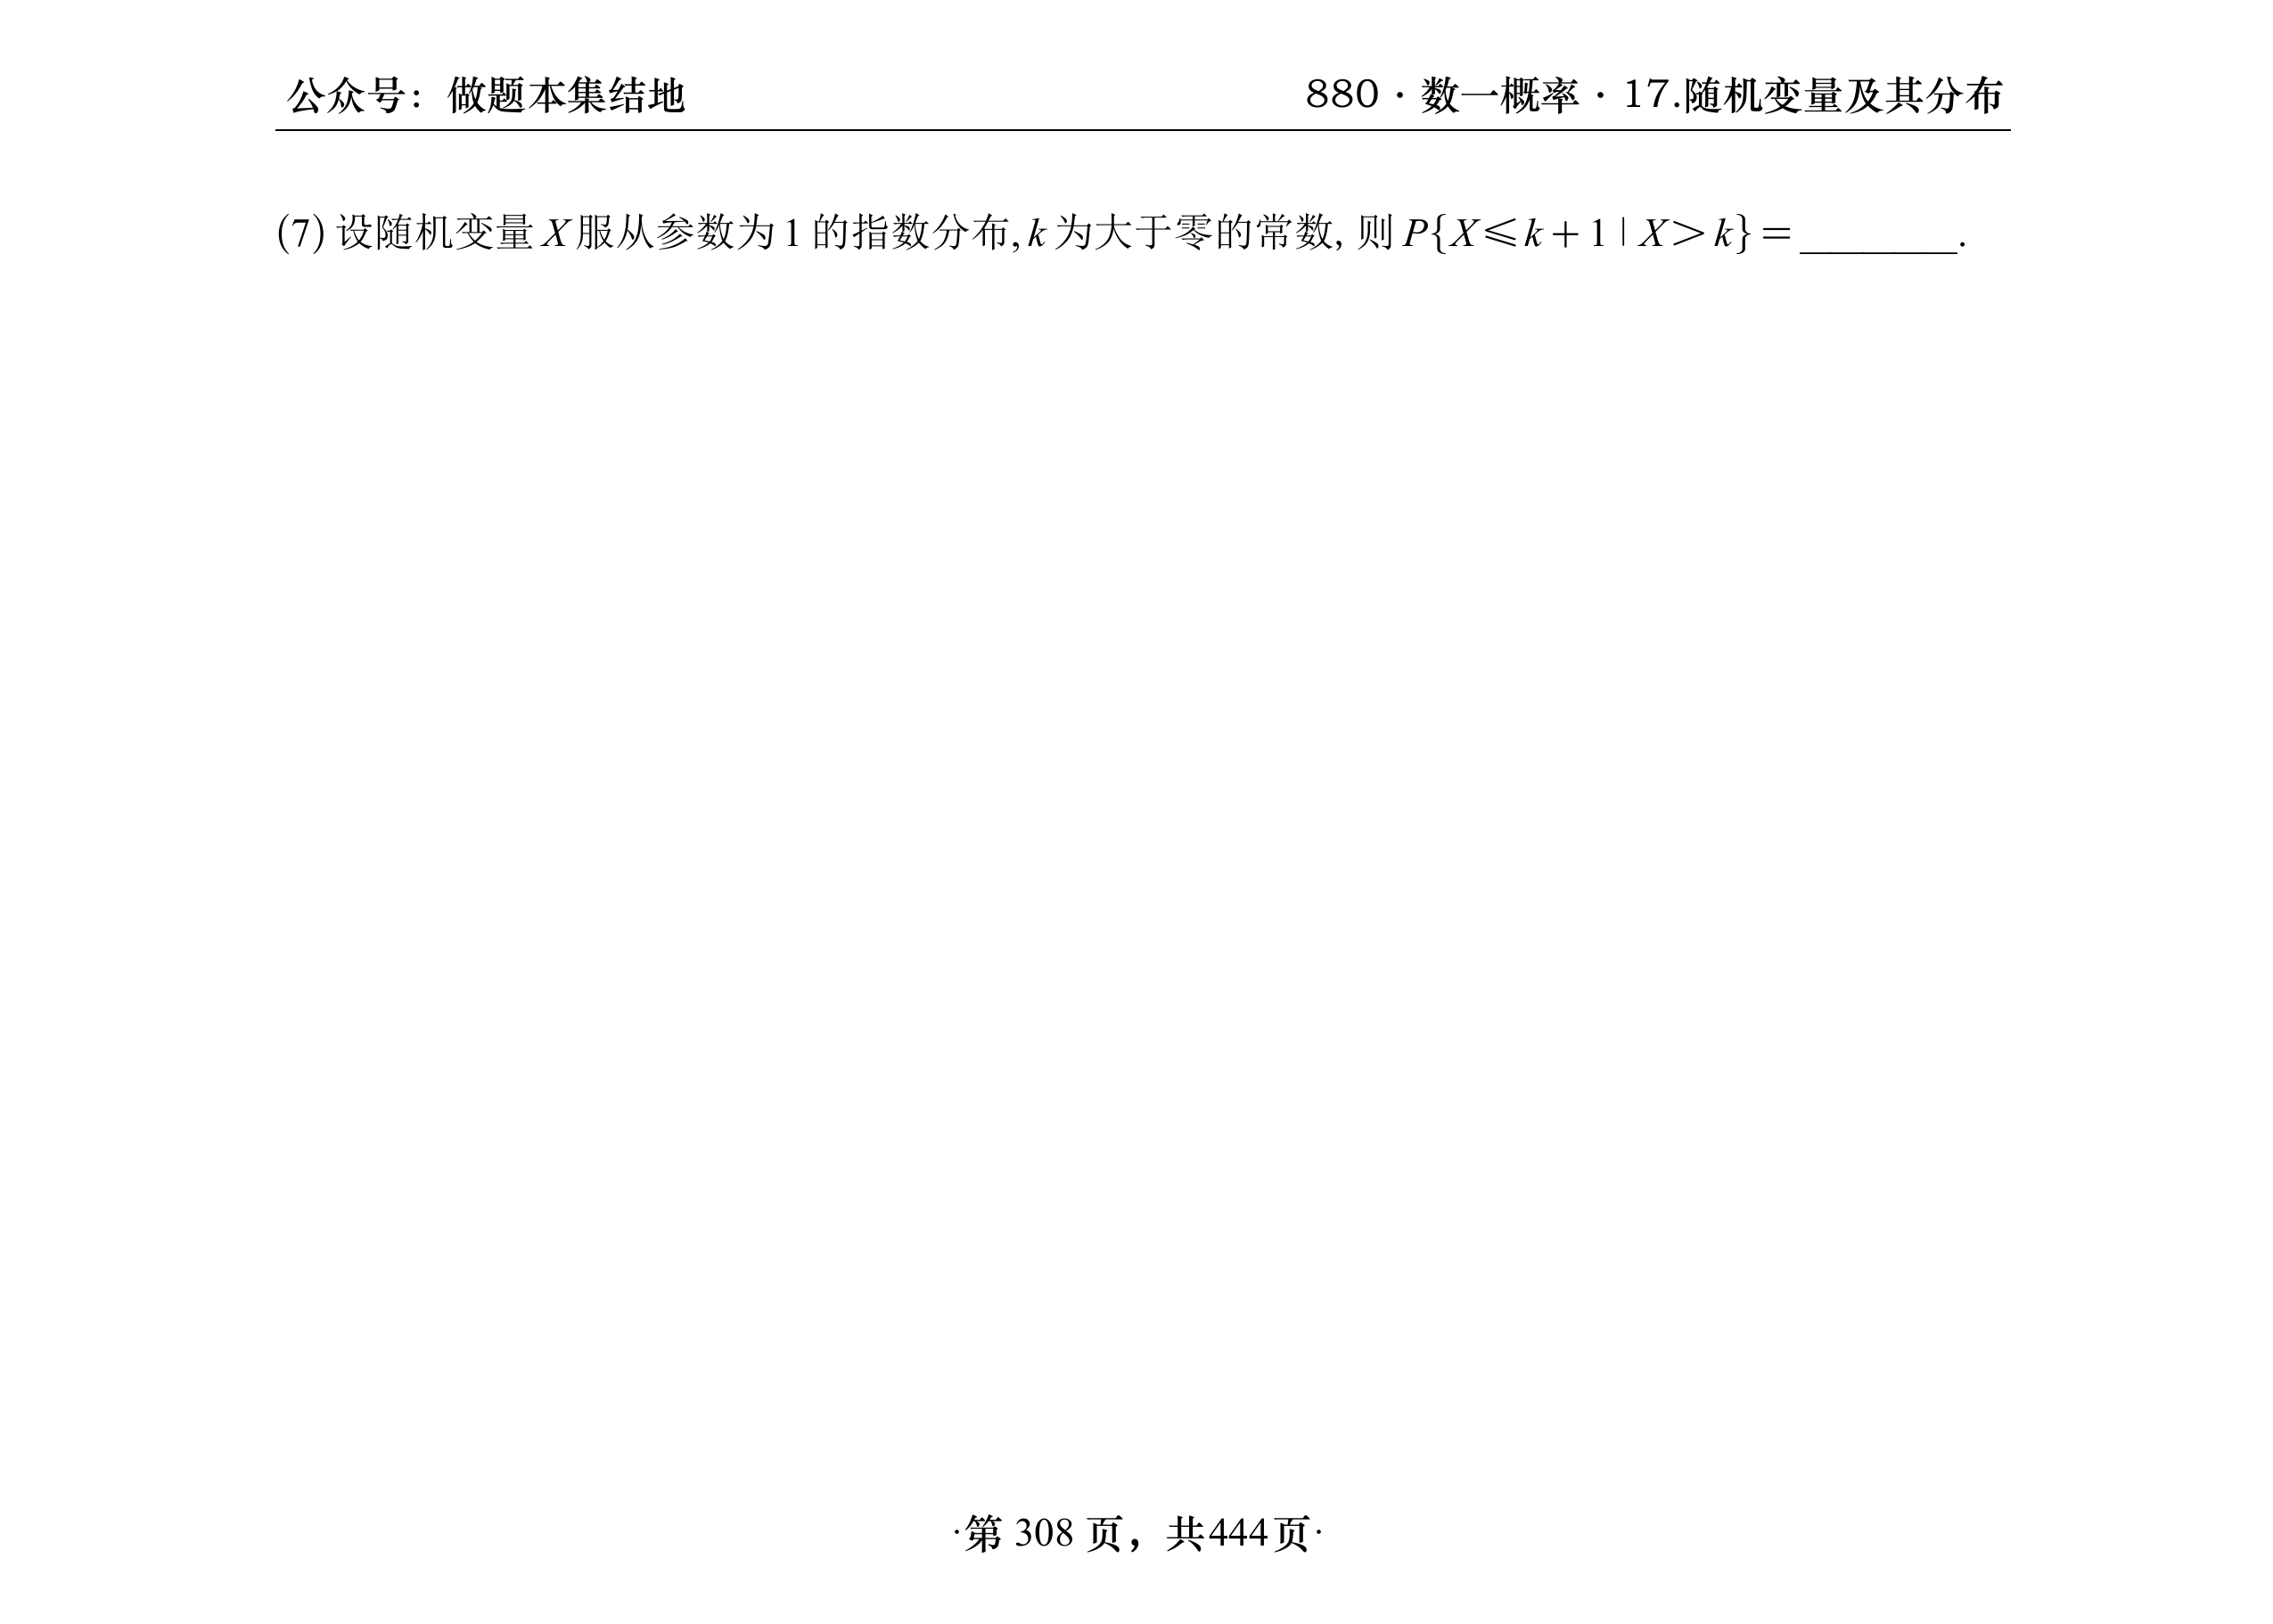 公众号：做题本集结地
880·数一概率·17.随机变量及其分布
(7) 设随机变量 X 服从参数为 1 的指数分布, k 为大于零的常数, 则 P{X⩽k+1 | X>k} = ________.
·第 308 页，共444页·